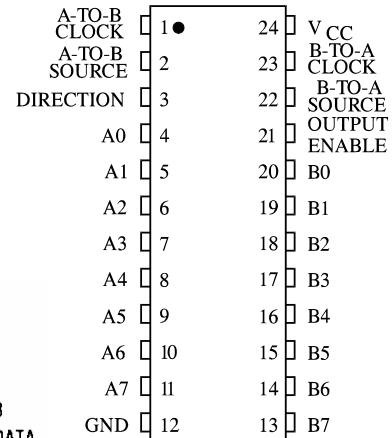 A-TO-B
CLOCK 1 24 VCC
A-TO-B
SOURCE 2 23 B-TO-A
CLOCK
DIRECTION 3 22 B-TO-A
SOURCE
A0 4 21 OUTPUT
ENABLE
A1 5 20 B0
A2 6 19 B1
A3 7 18 B2
A4 8 17 B3
A5 9 16 B4
A6 10 15 B5
A7 11 14 B6
GND 12 13 B7
DATA